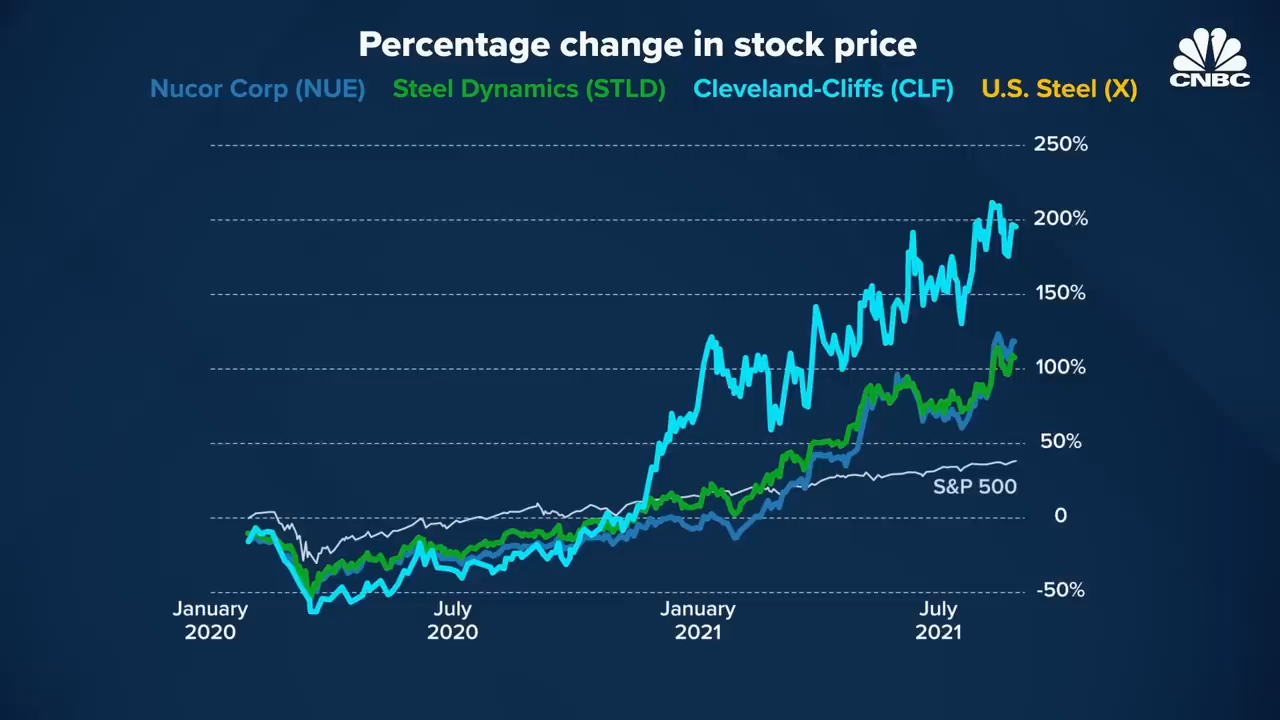 Percentage change in stock price
CNBC
Nucor Corp (NUE) Steel Dynamics (STLD) Cleveland-Cliffs (CLF) U.S. Steel (X)
250%
200%
150%
100%
50%
S&P 500
0
-50%
January 2020
July 2020
January 2021
July 2021